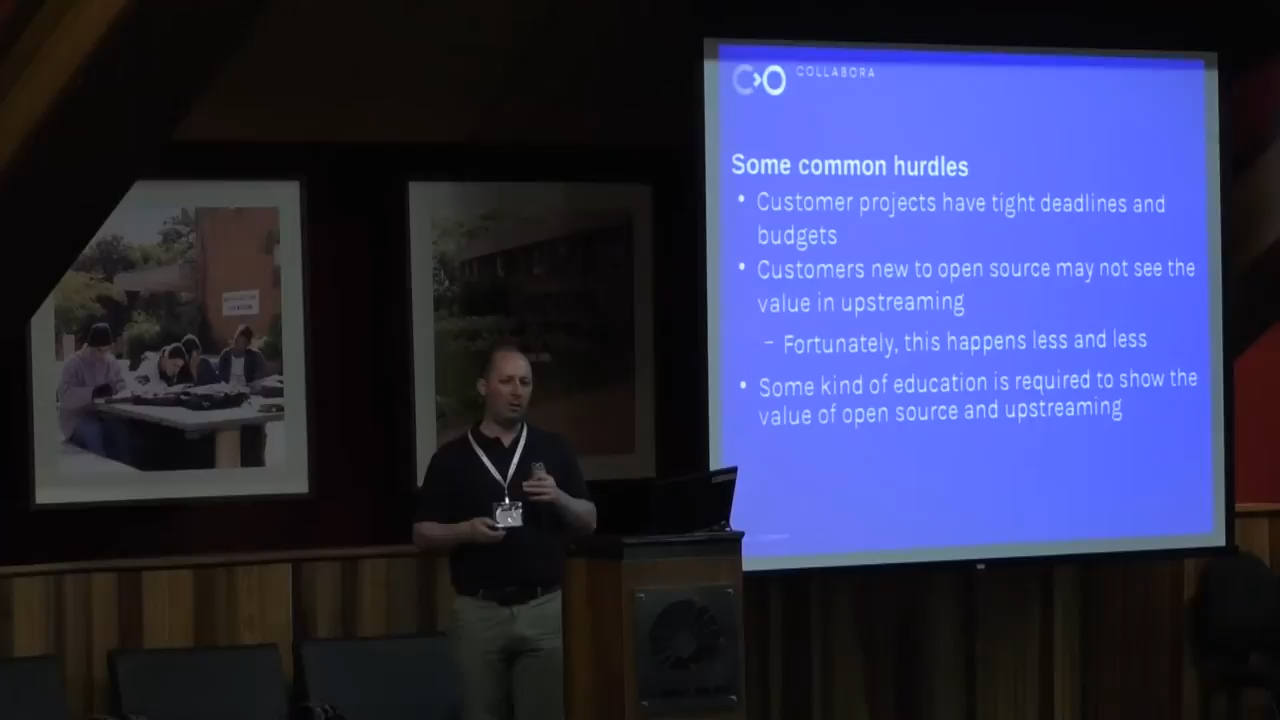 COLLABORA
Some common hurdles
• Customer projects have tight deadlines and
budgets
• Customers new to open source may not see the
value in upstreaming
– Fortunately, this happens less and less
• Some kind of education is required to show the
value of open source and upstreaming